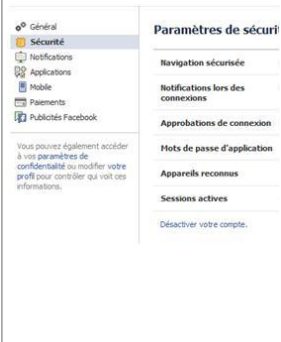 Général
Sécurité
Notifications
Applications
Mobile
Paiements
Publicités Facebook
Vous pouvez également accéder
à vos paramètres de
confidentialité ou modifier votre
profil pour contrôler qui voit ces
informations.
Paramètres de sécuri
Navigation sécurisée
Notifications lors des
connexions
Approbations de connexion
Mots de passe d'application
Appareils reconnus
Sessions actives
Désactiver votre compte.